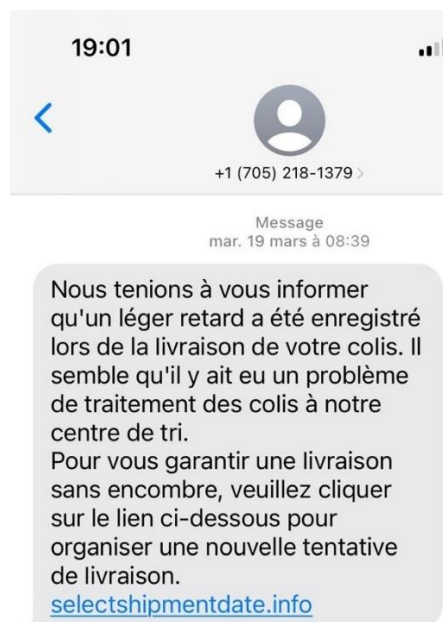 19:01
+1 (705) 218-1379
Message
mar. 19 mars à 08:39
Nous tenions à vous informer
qu'un léger retard a été enregistré
lors de la livraison de votre colis. Il
semble qu'il y ait eu un problème
de traitement des colis à notre
centre de tri.
Pour vous garantir une livraison
sans encombre, veuillez cliquer
sur le lien ci-dessous pour
organiser une nouvelle tentative
de livraison.
selectshipmentdate.info